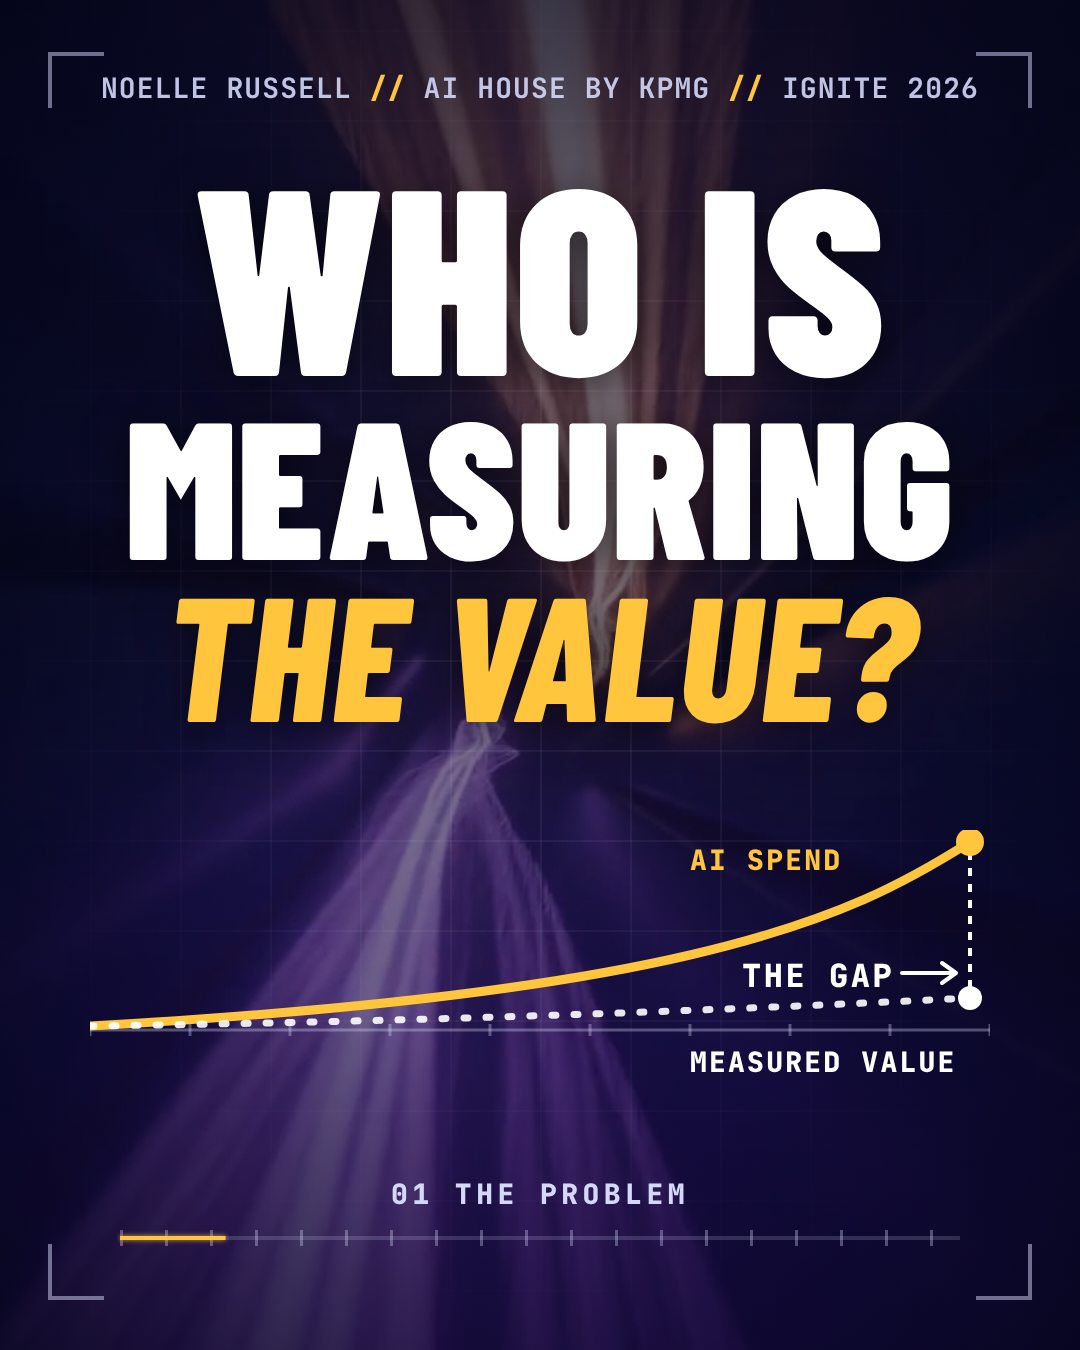 NOELLE RUSSELL // AI HOUSE BY KPMG // IGNITE 2026
WHO IS
MEASURING
THE VALUE?
AI SPEND
THE GAP
MEASURED VALUE
01 THE PROBLEM